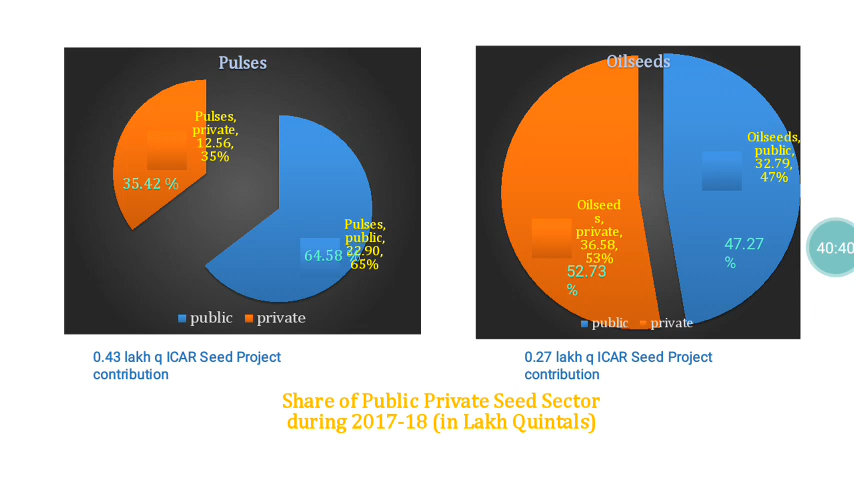 Pulses
Pulses,
private,
12.56,
35%
35.42 %
Pulses,
public,
22.90,
65%
64.58 %
public private
0.43 lakh q ICAR Seed Project
contribution
Oilseeds
Oilseeds,
public,
32.79,
47%
47.27
%
Oilseed
s,
private,
36.58,
53%
52.73
%
public private
0.27 lakh q ICAR Seed Project
contribution
40:40
Share of Public Private Seed Sector
during 2017-18 (in Lakh Quintals)